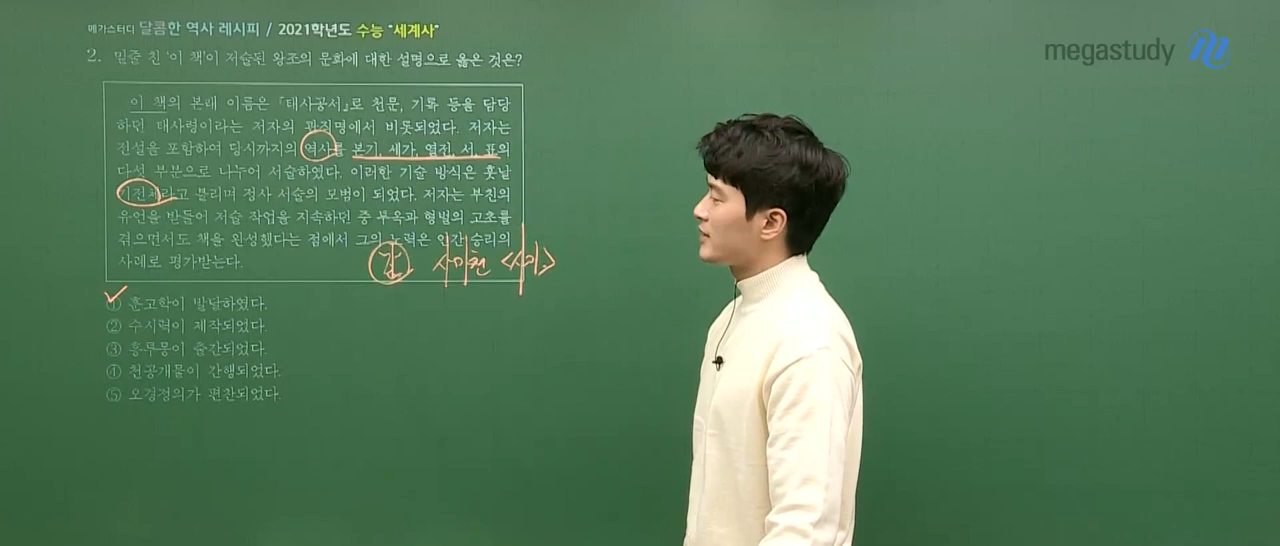 메가스터디 달콤한 역사 레시피 / 2021학년도 수능 "세계사"
megastudy
2. 밑줄 친 '이 책'이 저술된 왕조의 문화에 대한 설명으로 옳은 것은?
이 책의 본래 이름은 「태사공서」로 천문, 기록 등을 담당
하던 태사령이라는 저자의 관직명에서 비롯되었다. 저자는
전설을 포함하여 당시까지의 역사를 본기, 세가, 열전, 서, 표의
다섯 부분으로 나누어 서술하였다. 이러한 기술 방식은 훗날
기전체라고 불리며 정사 서술의 모범이 되었다. 저자는 부친의
유언을 받들어 저술 작업을 지속하던 중 투옥과 형벌의 고초를
겪으면서도 책을 완성했다는 점에서 그의 노력은 인간 승리의
사례로 평가받는다.
사마천 <사기>
① 훈고학이 발달하였다.
② 수시력이 제작되었다.
③ 홍루몽이 출간되었다.
④ 천공개물이 간행되었다.
⑤ 오경정의가 편찬되었다.